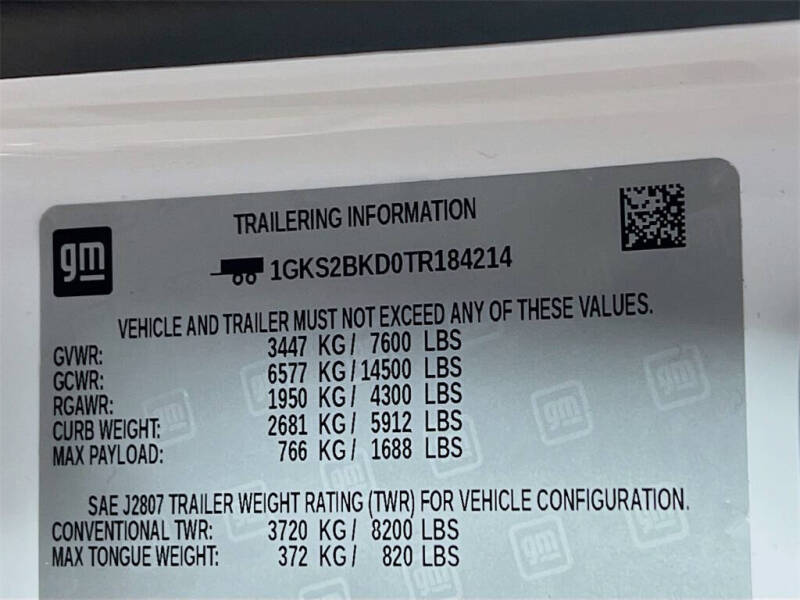 TRAILERING INFORMATION
gm
1GKS2BKD0TR184214
VEHICLE AND TRAILER MUST NOT EXCEED ANY OF THESE VALUES.
GVWR: 3447 KG/ 7600 LBS
GCWR: 6577 KG/14500 LBS
RGAWR: 1950 KG/ 4300 LBS
CURB WEIGHT: 2681 KG/ 5912 LBS
MAX PAYLOAD: 766 KG/ 1688 LBS
SAE J2807 TRAILER WEIGHT RATING (TWR) FOR VEHICLE CONFIGURATION.
CONVENTIONAL TWR: 3720 KG/ 8200 LBS
MAX TONGUE WEIGHT: 372 KG/ 820 LBS